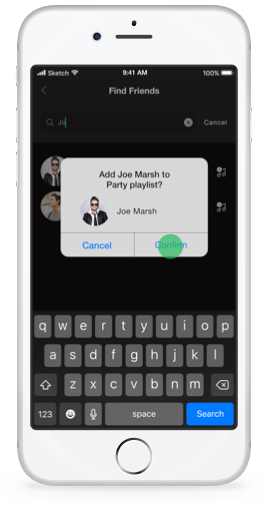 Sketch 9:41 AM 100%
Find Friends
Jo Cancel
Add Joe Marsh to
Party playlist?
Joe Marsh
Cancel Confirm
q w e r t y u i o p
a s d f g h j k l
z x c v b n m
123 space Search